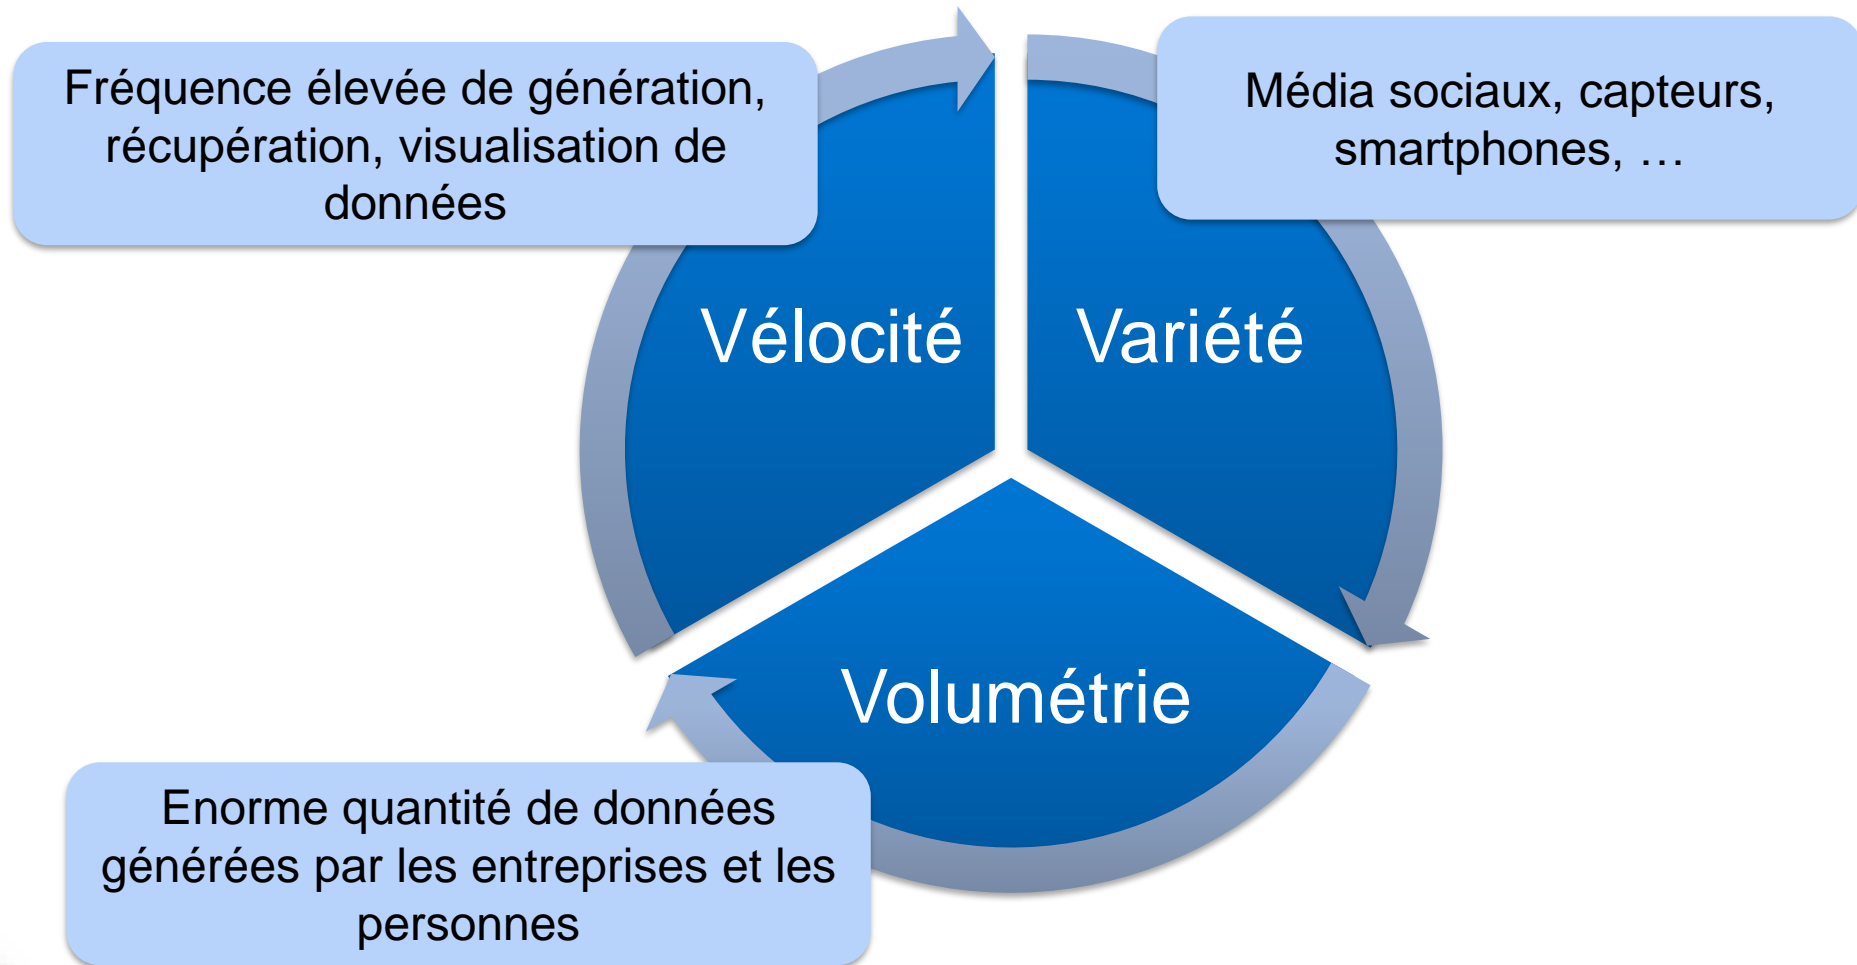 Fréquence élevée de génération,
récupération, visualisation de
données
Média sociaux, capteurs,
smartphones, …
Vélocité
Variété
Volumétrie
Enorme quantité de données
générées par les entreprises et les
personnes